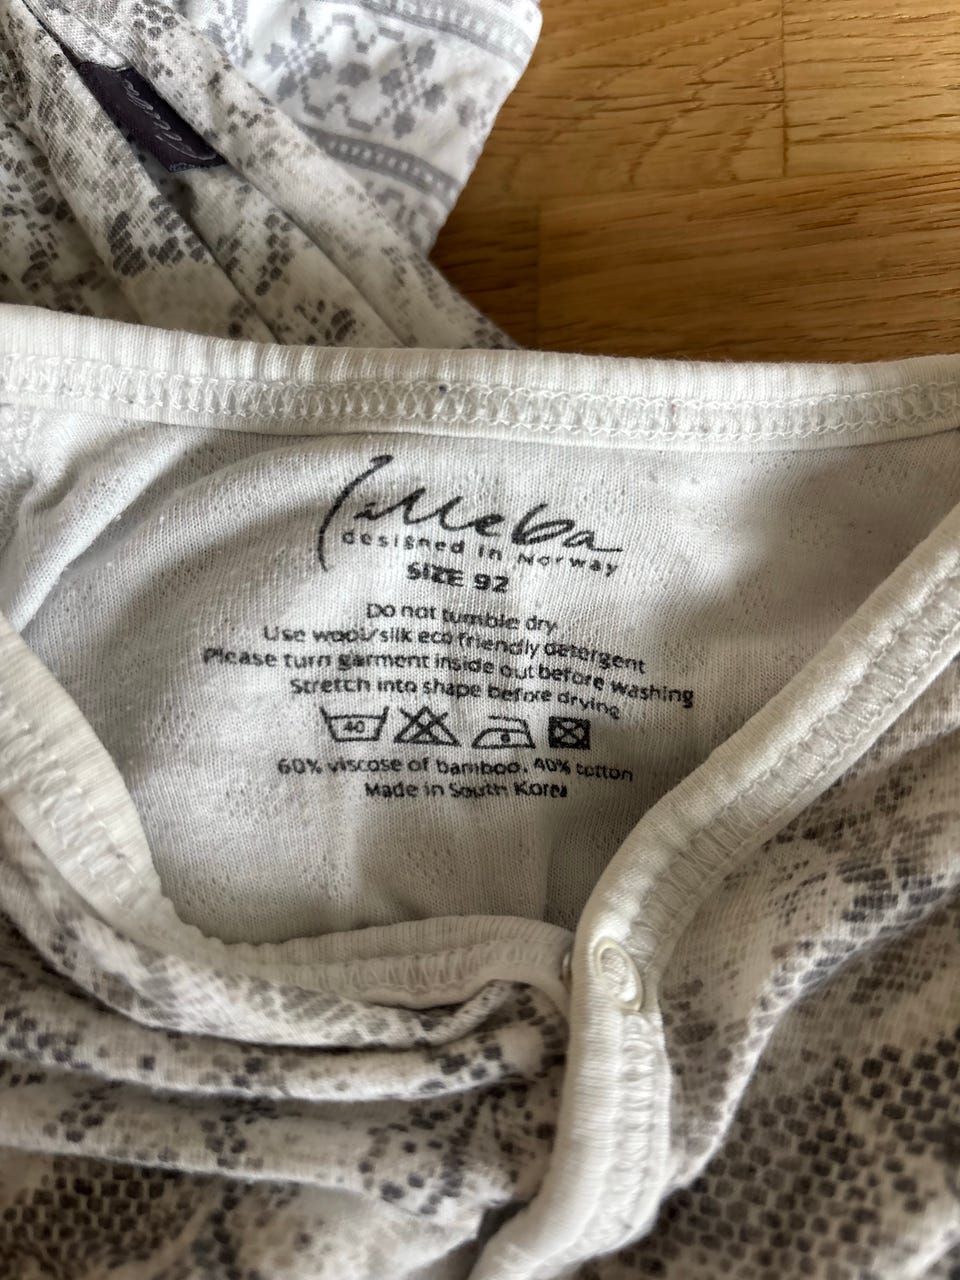 Lilleba
designed in Norway
SIZE 92
Do not tumble dry
Use wool/silk eco friendly detergent
Please turn garment inside out before washing
Stretch into shape before drying
40
60% viscose of bamboo, 40% cotton
Made in South Korea